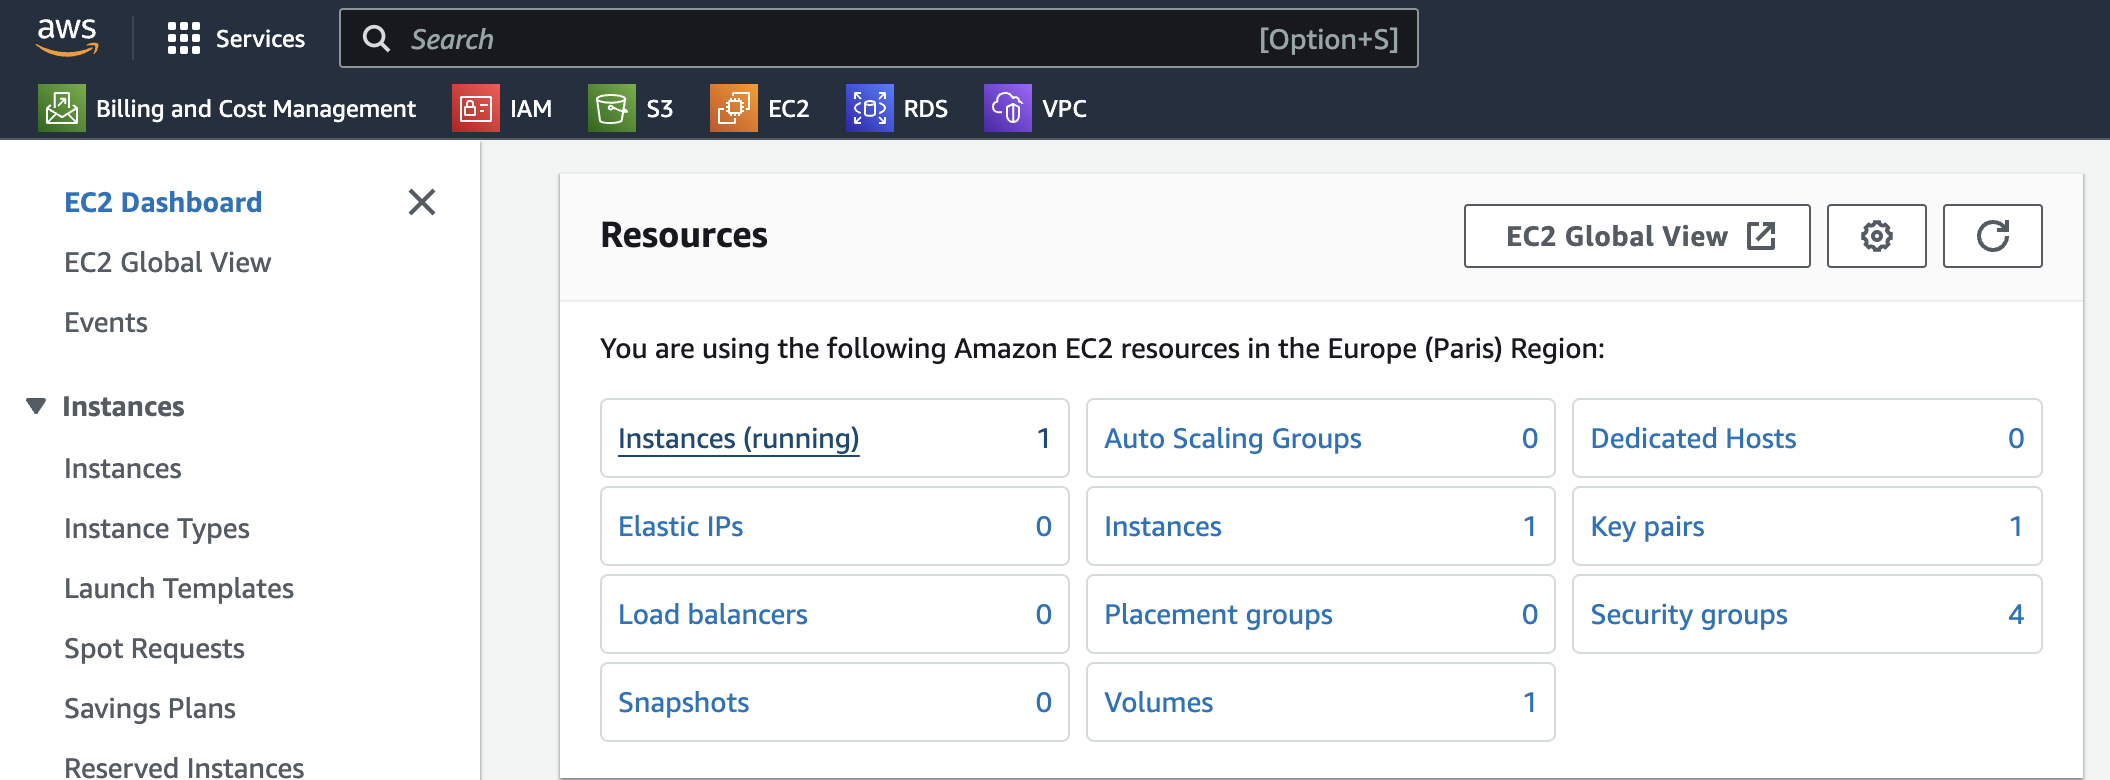 aws
Services
Search [Option+S]
Billing and Cost Management IAM S3 EC2 RDS VPC
EC2 Dashboard
EC2 Global View
Events
Instances
Instances
Instance Types
Launch Templates
Spot Requests
Savings Plans
Reserved Instances
Resources
EC2 Global View
You are using the following Amazon EC2 resources in the Europe (Paris) Region:
Instances (running) 1
Auto Scaling Groups 0
Dedicated Hosts 0
Elastic IPs 0
Instances 1
Key pairs 1
Load balancers 0
Placement groups 0
Security groups 4
Snapshots 0
Volumes 1